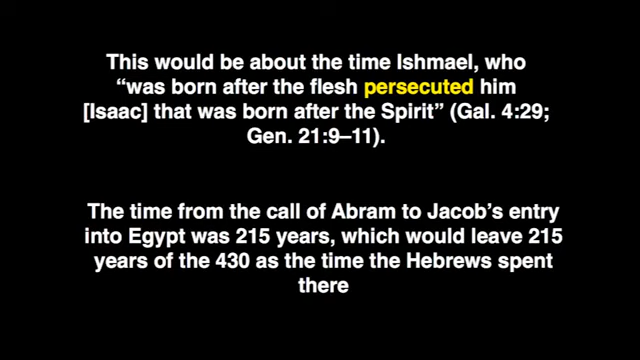 This would be about the time Ishmael, who
“was born after the flesh persecuted him
[Isaac] that was born after the Spirit” (Gal. 4:29;
Gen. 21:9–11).
The time from the call of Abram to Jacob’s entry
into Egypt was 215 years, which would leave 215
years of the 430 as the time the Hebrews spent
there